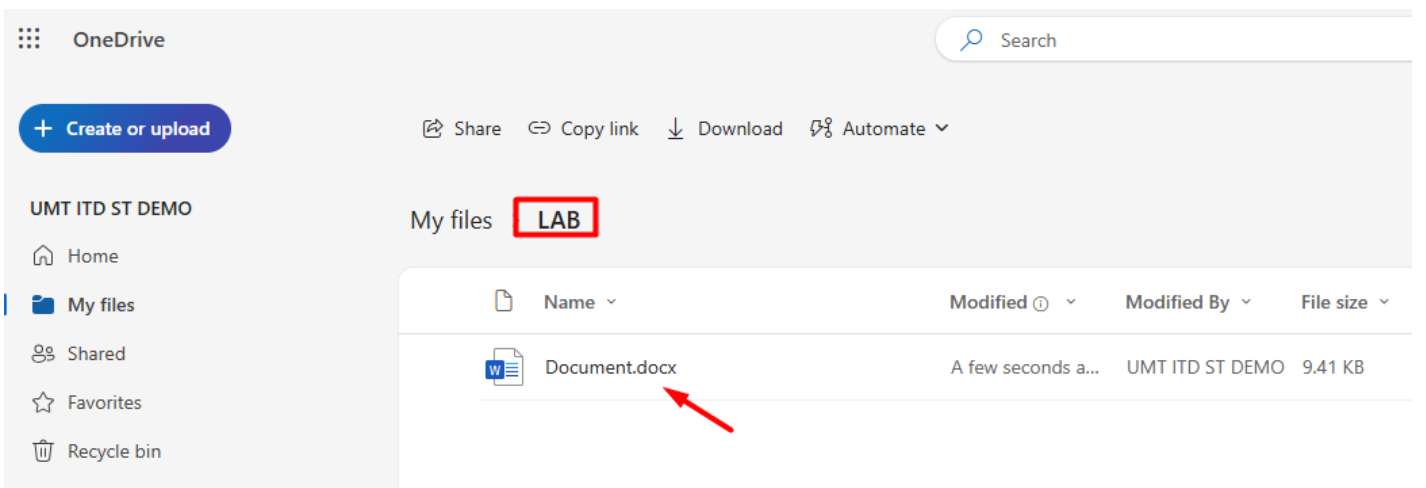 OneDrive
Search
Create or upload
Share Copy link Download Automate
UMT ITD ST DEMO
My files LAB
Home
My files
Shared
Favorites
Recycle bin
Name Modified Modified By File size
Document.docx A few seconds a... UMT ITD ST DEMO 9.41 KB